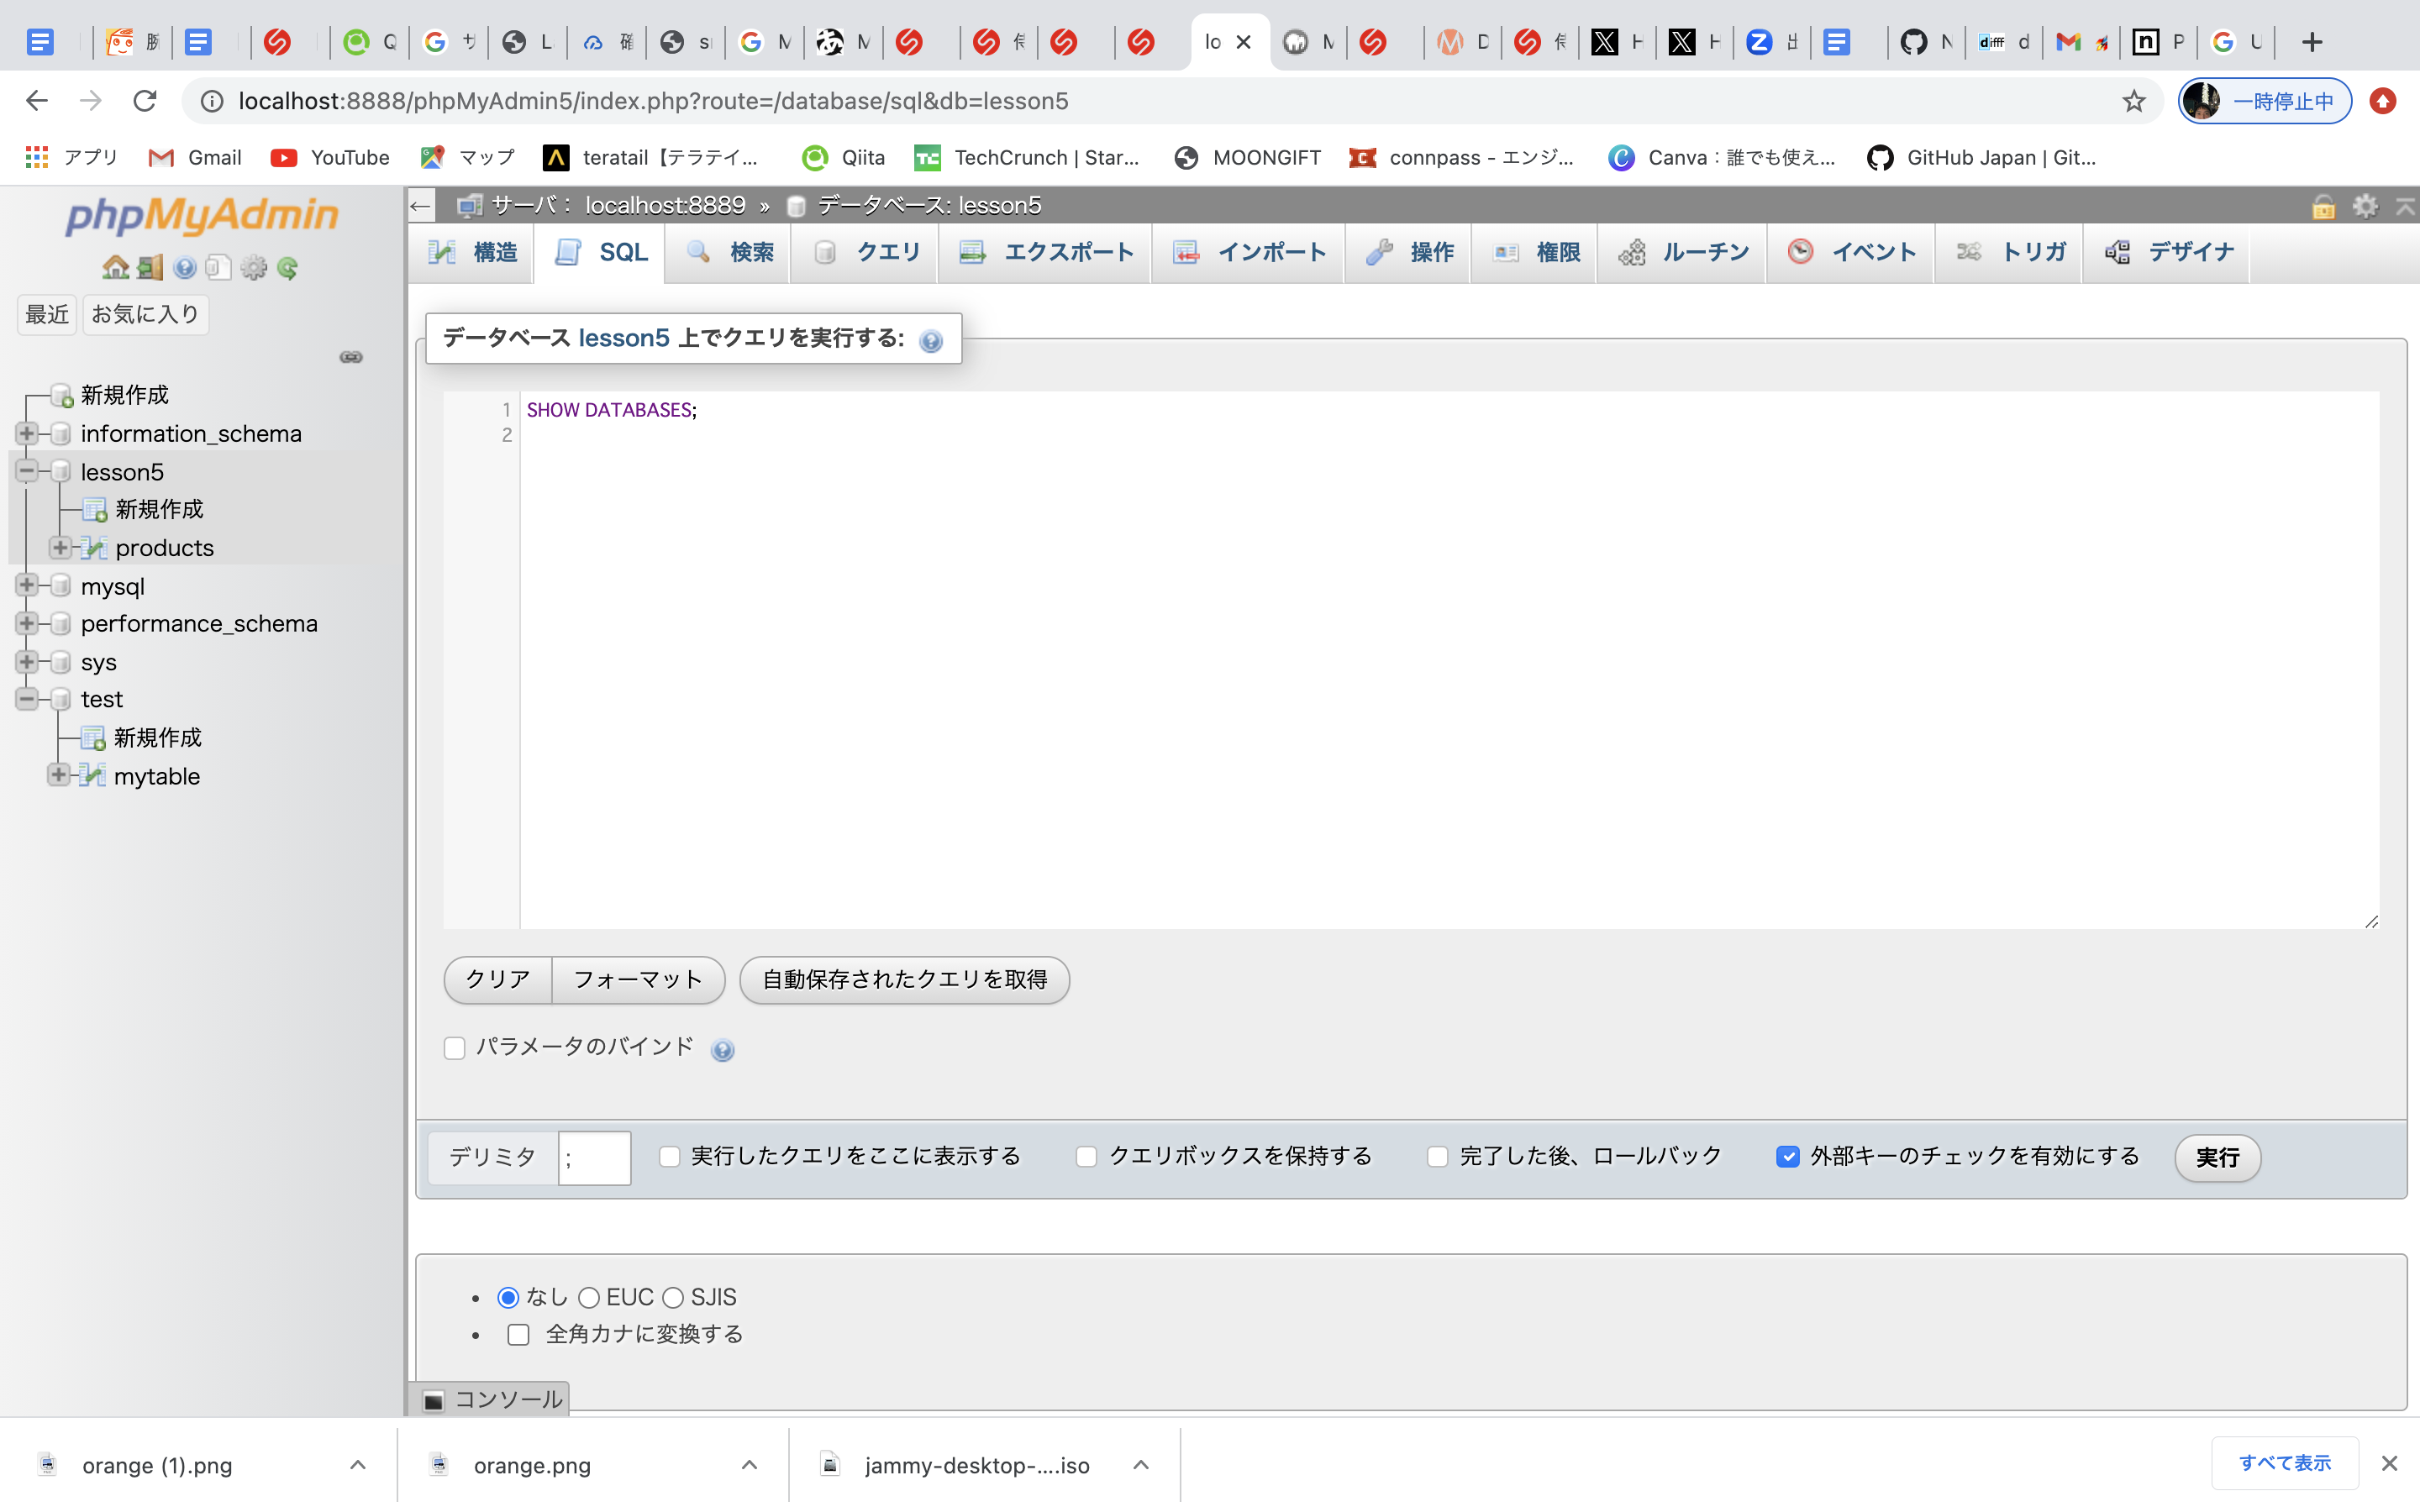 lo
localhost:8888/phpMyAdmin5/index.php?route=/database/sql&db=lesson5
一時停止中
アプリ Gmail YouTube マップ teratail【テラテイ... Qiita TechCrunch | Star... MOONGIFT connpass - エンジ... Canva：誰でも使え... GitHub Japan | Git...
phpMyAdmin
最近 お気に入り
新規作成
information_schema
lesson5
新規作成
products
mysql
performance_schema
sys
test
新規作成
mytable
サーバ： localhost:8889 » データベース: lesson5
構造 SQL 検索 クエリ エクスポート インポート 操作 権限 ルーチン イベント トリガ デザイナ
データベース lesson5 上でクエリを実行する:
1 SHOW DATABASES;
2
クリア フォーマット 自動保存されたクエリを取得
パラメータのバインド
デリミタ ; 実行したクエリをここに表示する クエリボックスを保持する 完了した後、ロールバック 外部キーのチェックを有効にする 実行
なし EUC SJIS
全角カナに変換する
コンソール
orange (1).png orange.png jammy-desktop-....iso すべて表示